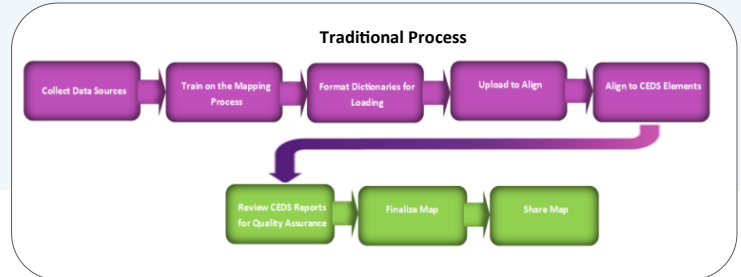 Traditional Process
Collect Data Sources
Train on the Mapping
Process
Format Dictionaries for
Loading
Upload to Align
Align to CEDS Elements
Review CEDS Reports
for Quality Assurance
Finalize Map
Share Map